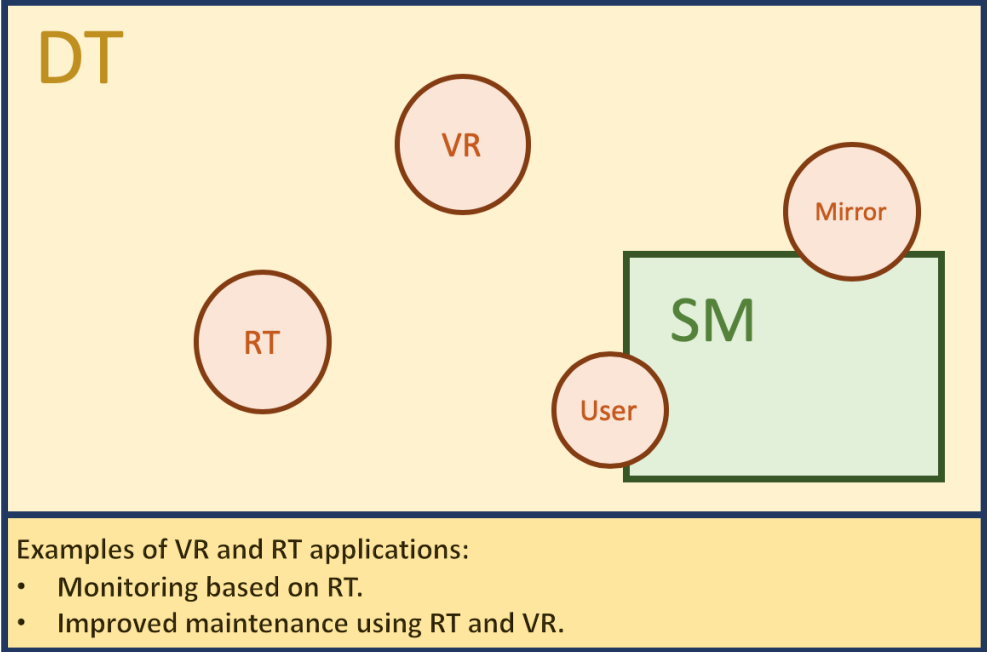 DT
VR
Mirror
SM
RT
User
Examples of VR and RT applications:
• Monitoring based on RT.
• Improved maintenance using RT and VR.